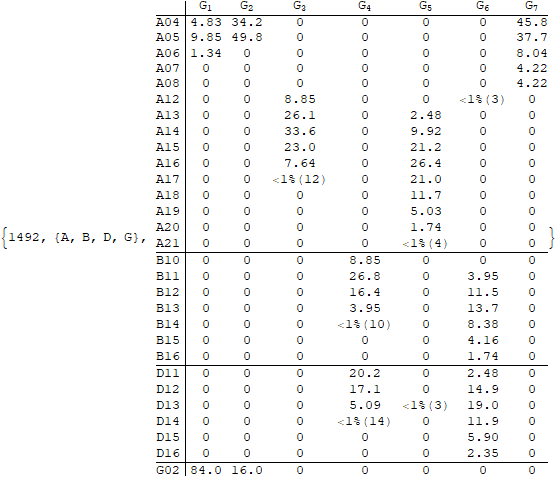 G1 G2 G3 G4 G5 G6 G7
A04 4.83 34.2 0 0 0 0 45.8
A05 9.85 49.8 0 0 0 0 37.7
A06 1.34 0 0 0 0 0 8.04
A07 0 0 0 0 0 0 4.22
A08 0 0 0 0 0 0 4.22
A12 0 0 8.85 0 0 <1%(3) 0
A13 0 0 26.1 0 2.48 0 0
A14 0 0 33.6 0 9.92 0 0
A15 0 0 23.0 0 21.2 0 0
A16 0 0 7.64 0 26.4 0 0
A17 0 0 <1%(12) 0 21.0 0 0
A18 0 0 0 0 11.7 0 0
A19 0 0 0 0 5.03 0 0
{1492, {A, B, D, G}, A20 0 0 0 0 1.74 0 0 }
A21 0 0 0 0 <1%(4) 0 0
B10 0 0 0 8.85 0 0 0
B11 0 0 0 26.8 0 3.95 0
B12 0 0 0 16.4 0 11.5 0
B13 0 0 0 3.95 0 13.7 0
B14 0 0 0 <1%(10) 0 8.38 0
B15 0 0 0 0 0 4.16 0
B16 0 0 0 0 0 1.74 0
D11 0 0 0 20.2 0 2.48 0
D12 0 0 0 17.1 0 14.9 0
D13 0 0 0 5.09 <1%(3) 19.0 0
D14 0 0 0 <1%(14) 0 11.9 0
D15 0 0 0 0 0 5.90 0
D16 0 0 0 0 0 2.35 0
G02 84.0 16.0 0 0 0 0 0